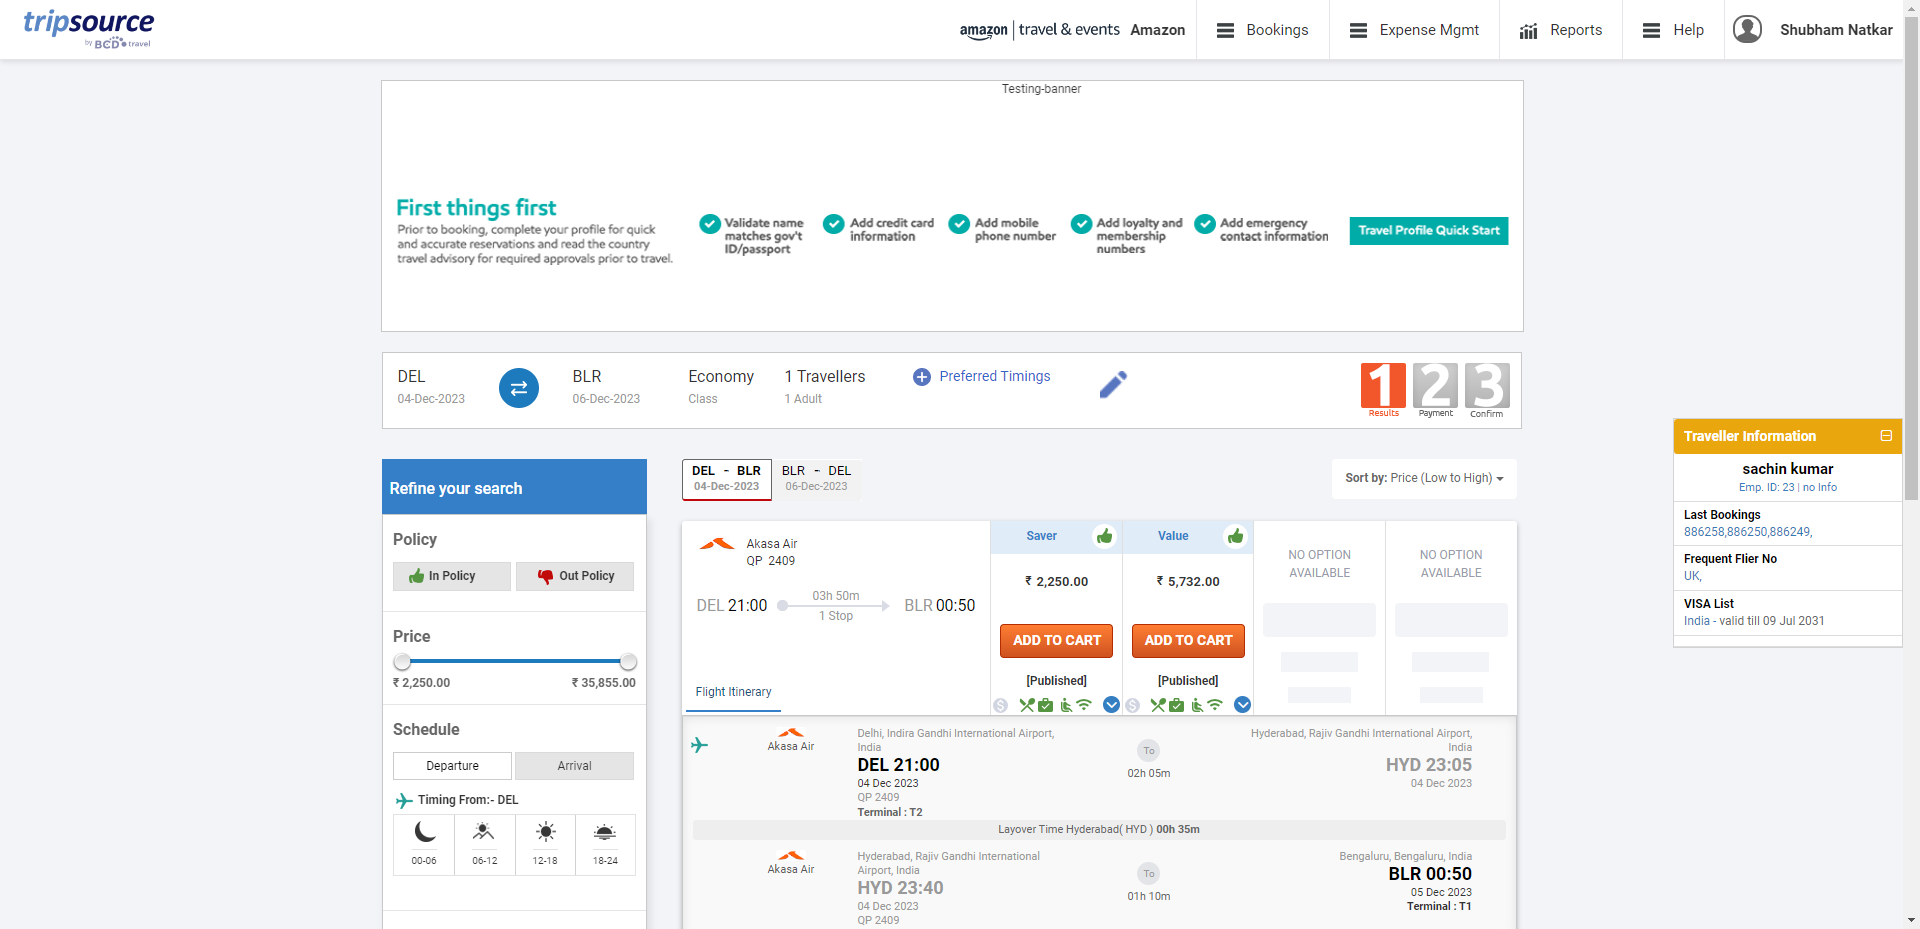 tripsource
by BCD travel
amazon | travel & events Amazon
Bookings
Expense Mgmt
Reports
Help
Shubham Natkar
Testing-banner
First things first
Prior to booking, complete your profile for quick
and accurate reservations and read the country
travel advisory for required approvals prior to travel.
Validate name
matches gov't
ID/passport
Add credit card
information
Add mobile
phone number
Add loyalty and
membership
numbers
Add emergency
contact information
Travel Profile Quick Start
DEL
04-Dec-2023
BLR
06-Dec-2023
Economy
Class
1 Travellers
1 Adult
Preferred Timings
1
Results
2
Payment
3
Confirm
Traveller Information
sachin kumar
Emp. ID: 23 | no Info
Last Bookings
886258,886250,886249,
Frequent Flier No
UK,
VISA List
India - valid till 09 Jul 2031
Refine your search
Policy
In Policy
Out Policy
Price
₹ 2,250.00
₹ 35,855.00
Schedule
Departure
Arrival
Timing From:- DEL
00-06
06-12
12-18
18-24
DEL - BLR
04-Dec-2023
BLR - DEL
06-Dec-2023
Sort by: Price (Low to High)
Akasa Air
QP 2409
DEL 21:00
03h 50m
1 Stop
BLR 00:50
Flight Itinerary
Saver
₹ 2,250.00
ADD TO CART
[Published]
Value
₹ 5,732.00
ADD TO CART
[Published]
NO OPTION
AVAILABLE
NO OPTION
AVAILABLE
Akasa Air
Delhi, Indira Gandhi International Airport,
India
DEL 21:00
04 Dec 2023
QP 2409
Terminal : T2
To
02h 05m
Hyderabad, Rajiv Gandhi International Airport,
India
HYD 23:05
04 Dec 2023
Layover Time Hyderabad( HYD ) 00h 35m
Akasa Air
Hyderabad, Rajiv Gandhi International
Airport, India
HYD 23:40
04 Dec 2023
QP 2409
To
01h 10m
Bengaluru, Bengaluru, India
BLR 00:50
05 Dec 2023
Terminal : T1